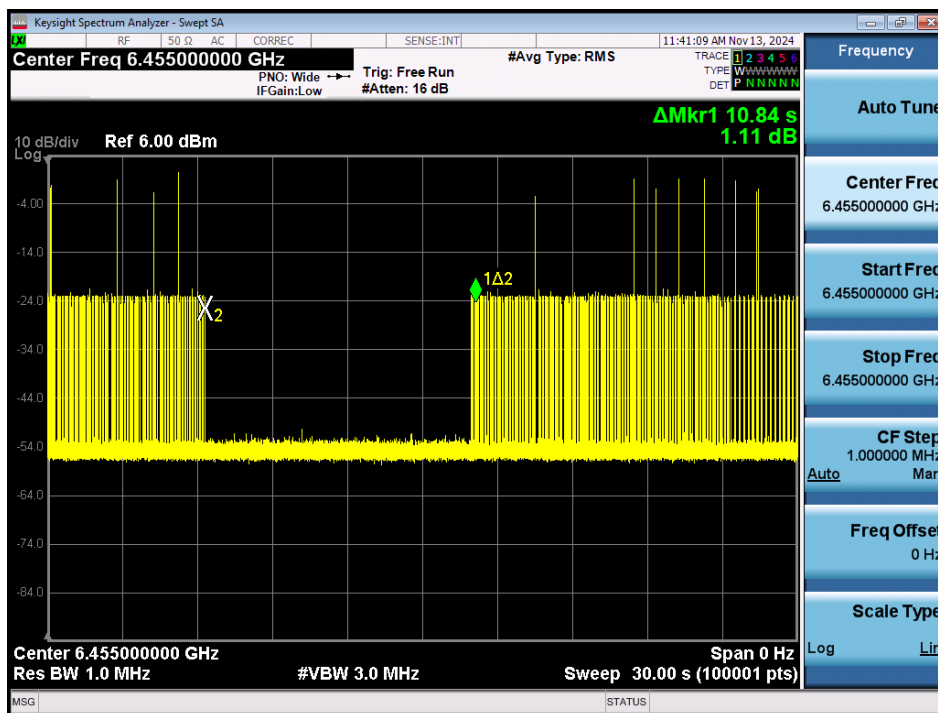 Keysight Spectrum Analyzer - Swept SA
LXI RF 50 Ω AC CORREC SENSE:INT 11:41:09 AM Nov 13, 2024
Center Freq 6.455000000 GHz
PNO: Wide
IFGain:Low
Trig: Free Run
#Atten: 16 dB
#Avg Type: RMS
TRACE 1 2 3 4 5 6
TYPE WWWWWW
DET P N N N N N
ΔMkr1 10.84 s
1.11 dB
10 dB/div Ref 6.00 dBm
Log
-4.00
-14.0
-24.0
-34.0
-44.0
-54.0
-64.0
-74.0
-84.0
1Δ2
X2
Center 6.455000000 GHz Span 0 Hz
Res BW 1.0 MHz #VBW 3.0 MHz Sweep 30.00 s (100001 pts)
MSG STATUS
Frequency
Auto Tune
Center Freq
6.455000000 GHz
Start Freq
6.455000000 GHz
Stop Freq
6.455000000 GHz
CF Step
1.000000 MHz
Auto Man
Freq Offset
0 Hz
Scale Type
Log Lin